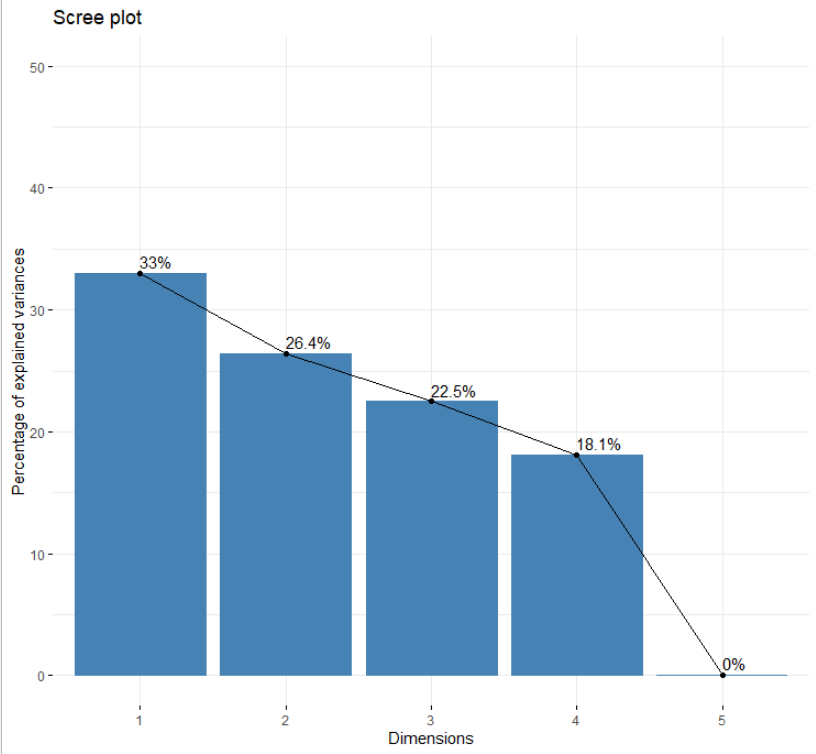 Scree plot
50
40
30
20
10
0
Percentage of explained variances
33%
26.4%
22.5%
18.1%
0%
1 2 3 4 5
Dimensions